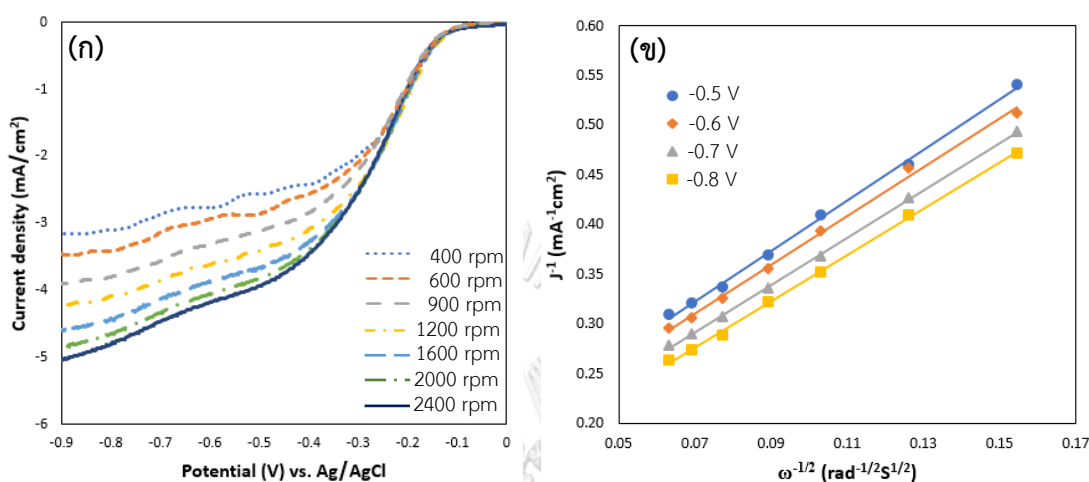 (ก)
0
-1
-2
-3
-4
-5
-6
Current density (mA/cm²)
-0.9 -0.8 -0.7 -0.6 -0.5 -0.4 -0.3 -0.2 -0.1 0
Potential (V) vs. Ag/AgCl
400 rpm
600 rpm
900 rpm
1200 rpm
1600 rpm
2000 rpm
2400 rpm
(ข)
0.60
0.55
0.50
0.45
0.40
0.35
0.30
0.25
0.20
J⁻¹ (mA⁻¹cm²)
-0.5 V
-0.6 V
-0.7 V
-0.8 V
0.05 0.07 0.09 0.11 0.13 0.15 0.17
ω⁻¹/² (rad⁻¹/²S¹/²)